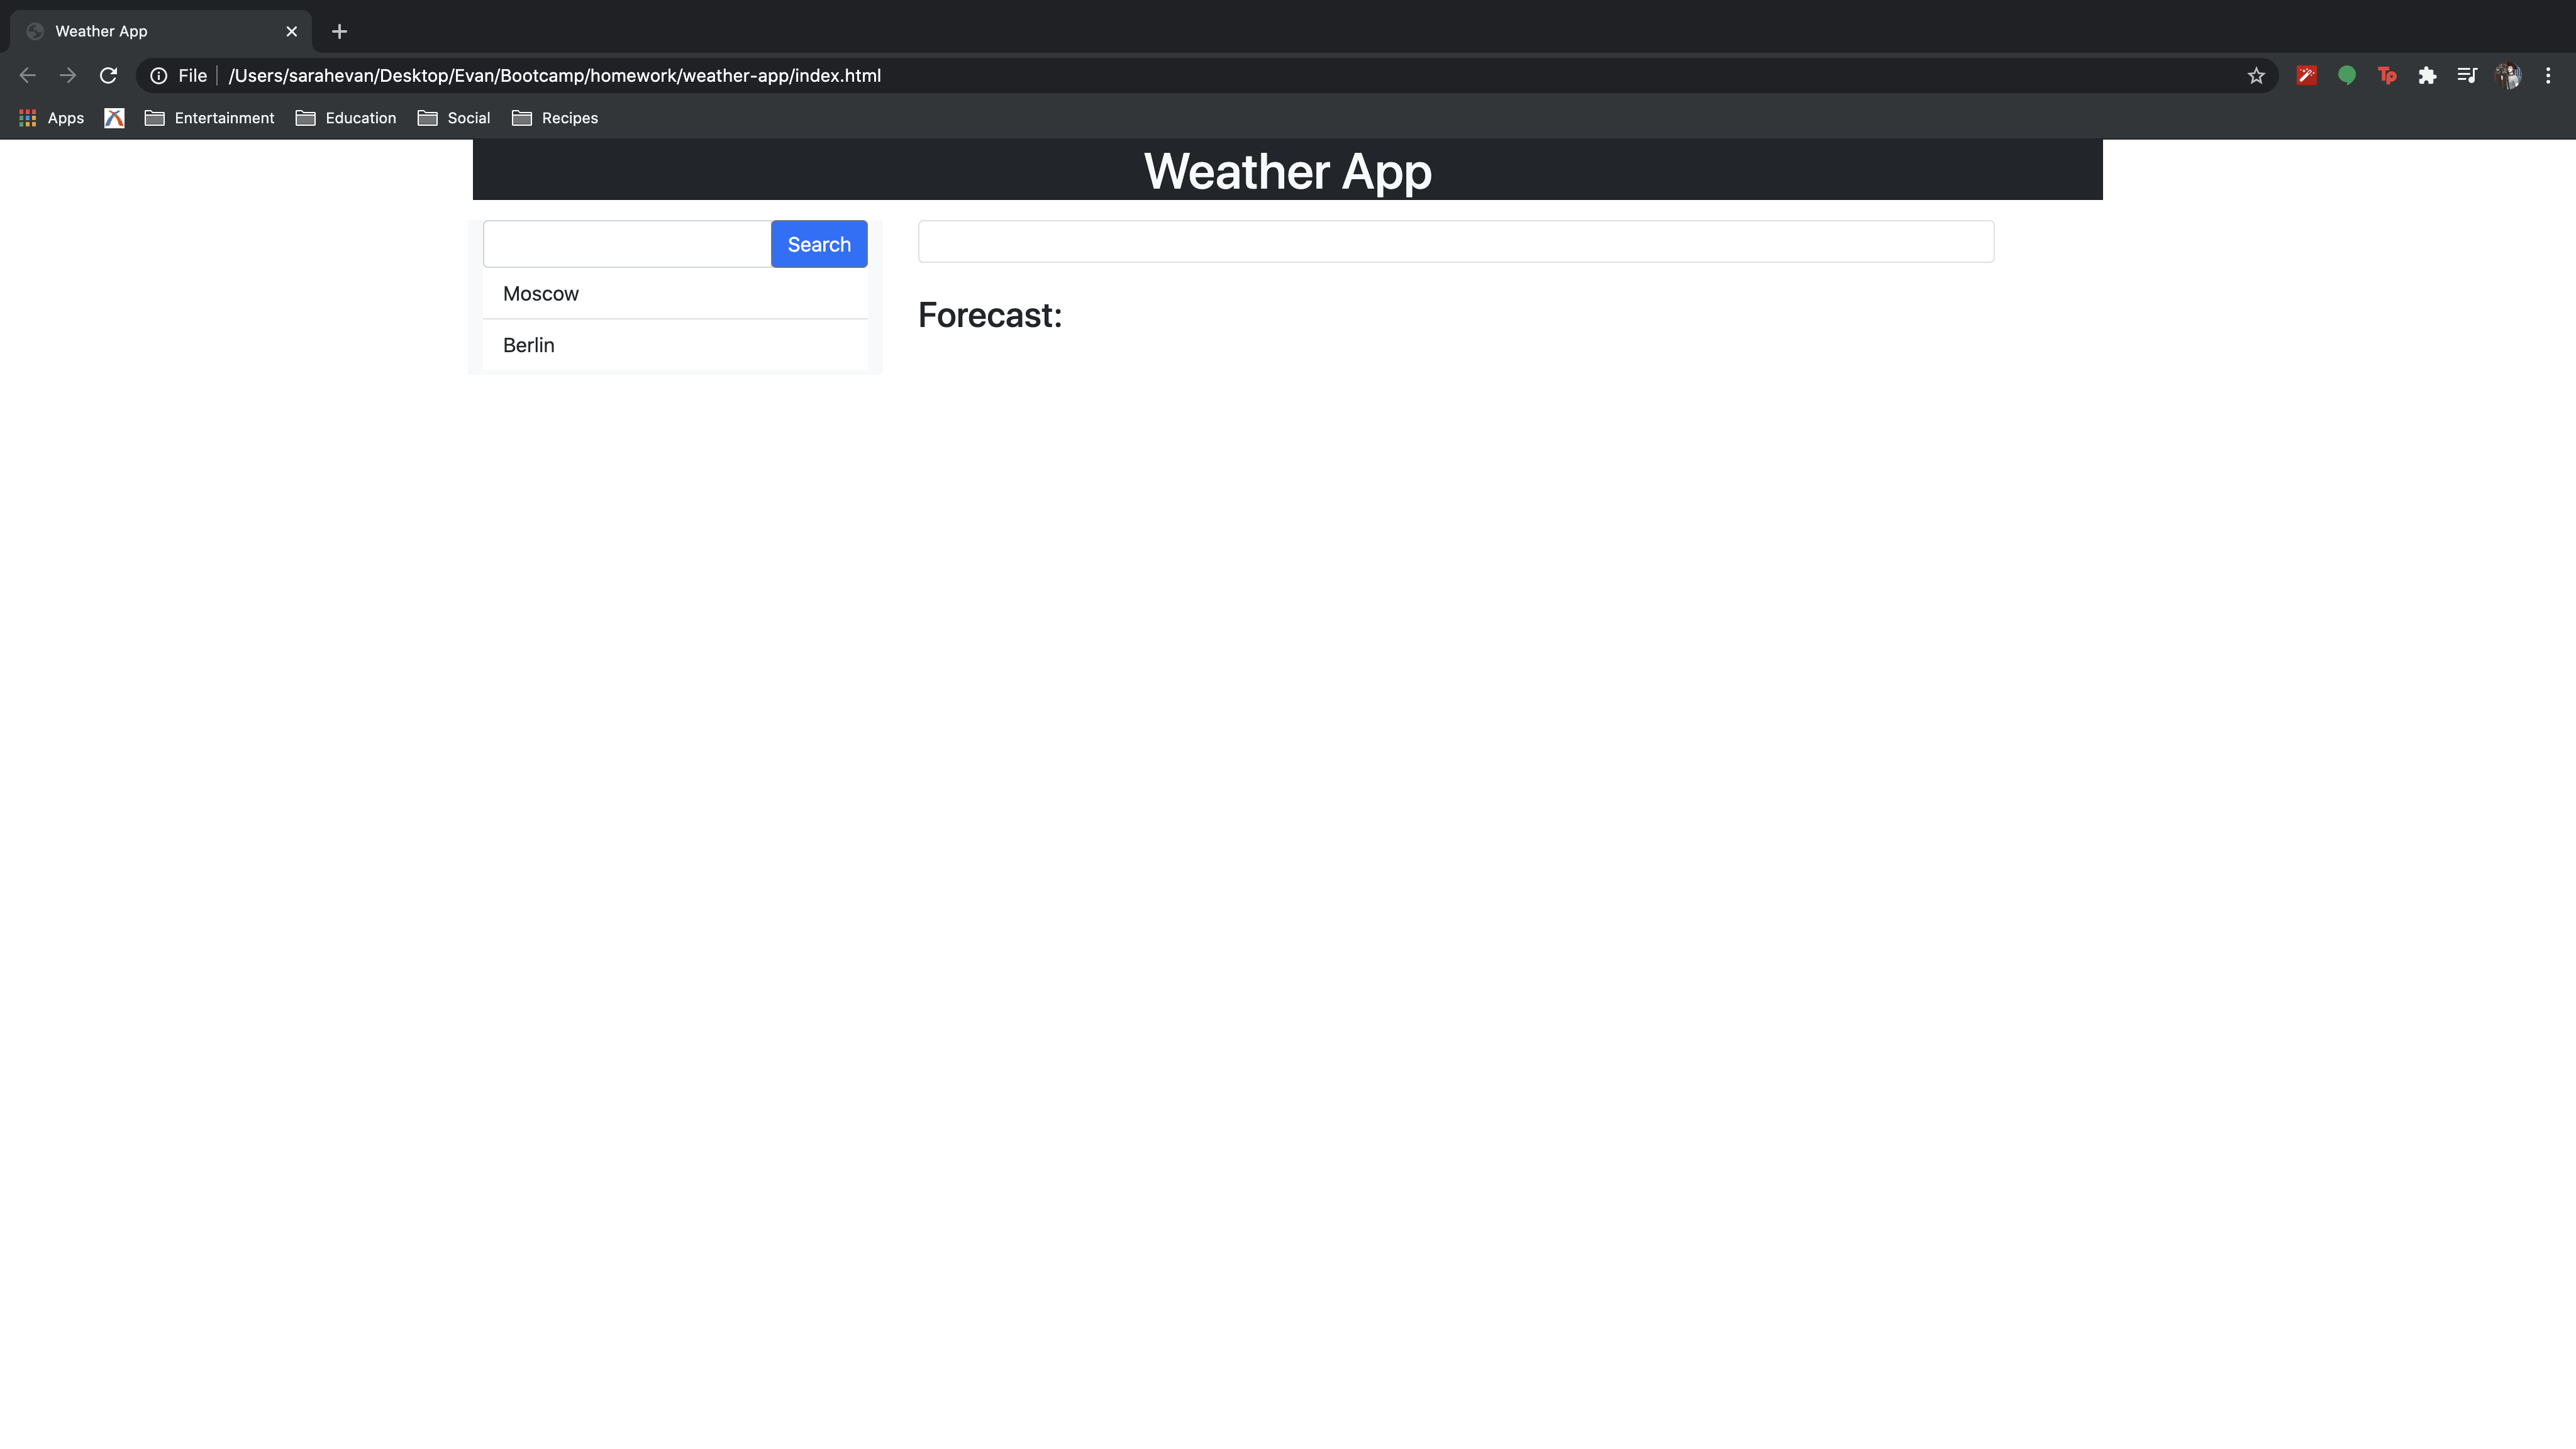 Weather App
File /Users/sarahevan/Desktop/Evan/Bootcamp/homework/weather-app/index.html
Tp
Apps Entertainment Education Social Recipes
Weather App
Search
Moscow
Berlin
Forecast: